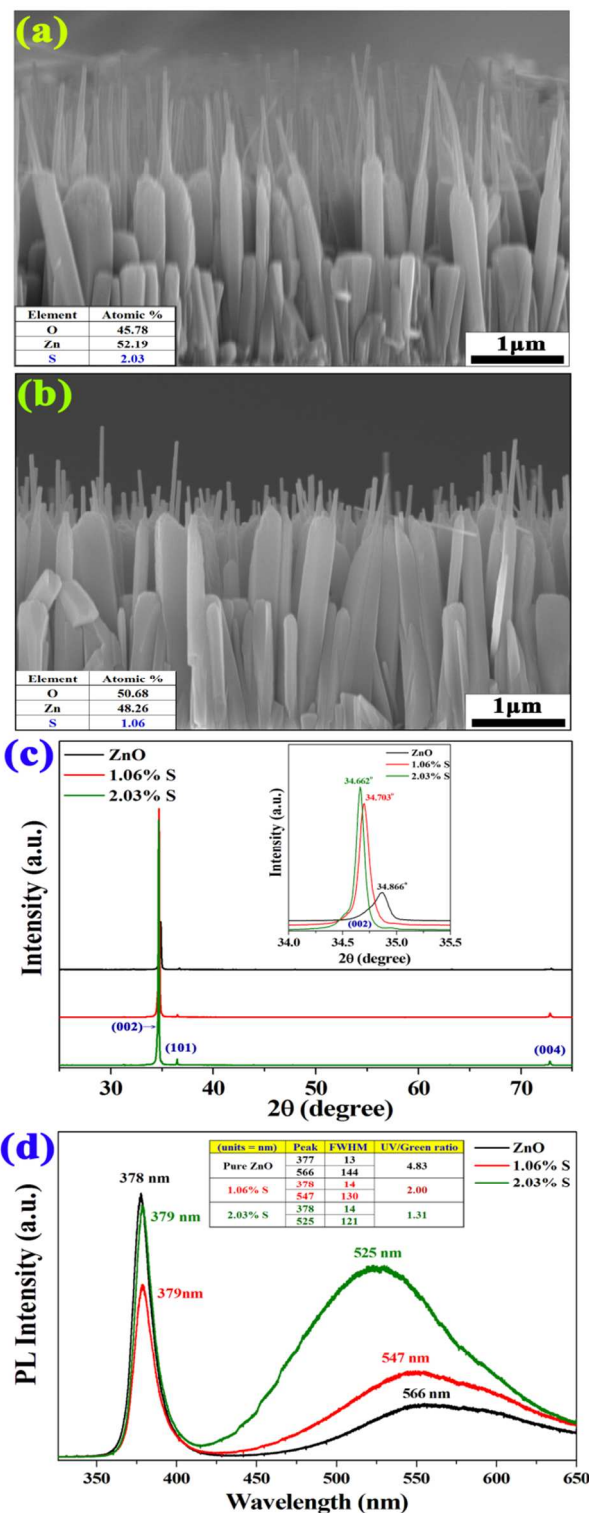 (a)
Element Atomic %
O 45.78
Zn 52.19
S 2.03
1µm
(b)
Element Atomic %
O 50.68
Zn 48.26
S 1.06
1µm
(c)
ZnO
1.06% S
2.03% S
Intensity (a.u.)
34.662°
34.703°
34.866°
(002)
Intensity (a.u.)
34.0 34.5 35.0 35.5
2θ (degree)
(002)
(101)
(004)
30 40 50 60 70
2θ (degree)
(d)
(units = nm) Peak FWHM UV/Green ratio
Pure ZnO 377 13 4.83
566 144
1.06% S 378 14 2.00
547 130
2.03% S 378 14 1.31
525 121
ZnO
1.06% S
2.03% S
378 nm
379 nm
379nm
525 nm
547 nm
566 nm
PL Intensity (a.u.)
350 400 450 500 550 600 650
Wavelength (nm)